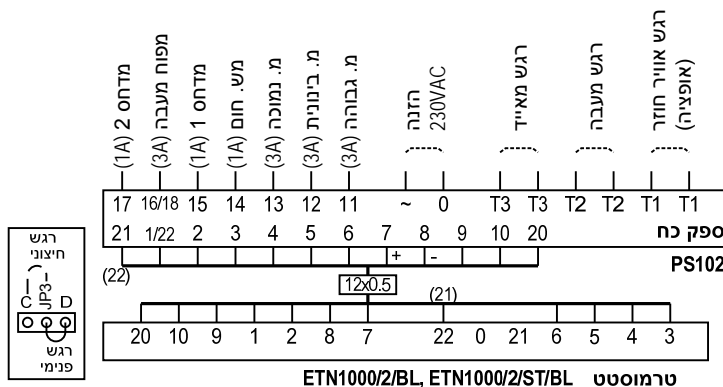 מדחס 2 (1A)
מפוח מעבה (3A)
מדחס 1 (1A)
מש. חום (1A)
מ. נמוכה (3A)
מ. בינונית (3A)
מ. גבוהה (3A)
הזנה
230VAC
רגש מאייד
רגש מעבה
רגש אוויר חוזר
(אופציה)
17 16/18 15 14 13 12 11 ~ 0 T3 T3 T2 T2 T1 T1
21 1/22 2 3 4 5 6 7 8 9 10 20 ספק כח
+ -
PS102
(22)
12x0.5
(21)
20 10 9 1 2 8 7 22 0 21 6 5 4 3
ETN1000/2/BL, ETN1000/2/ST/BL טרמוסטט
רגש
חיצוני
C JP3 D
רגש
פנימי